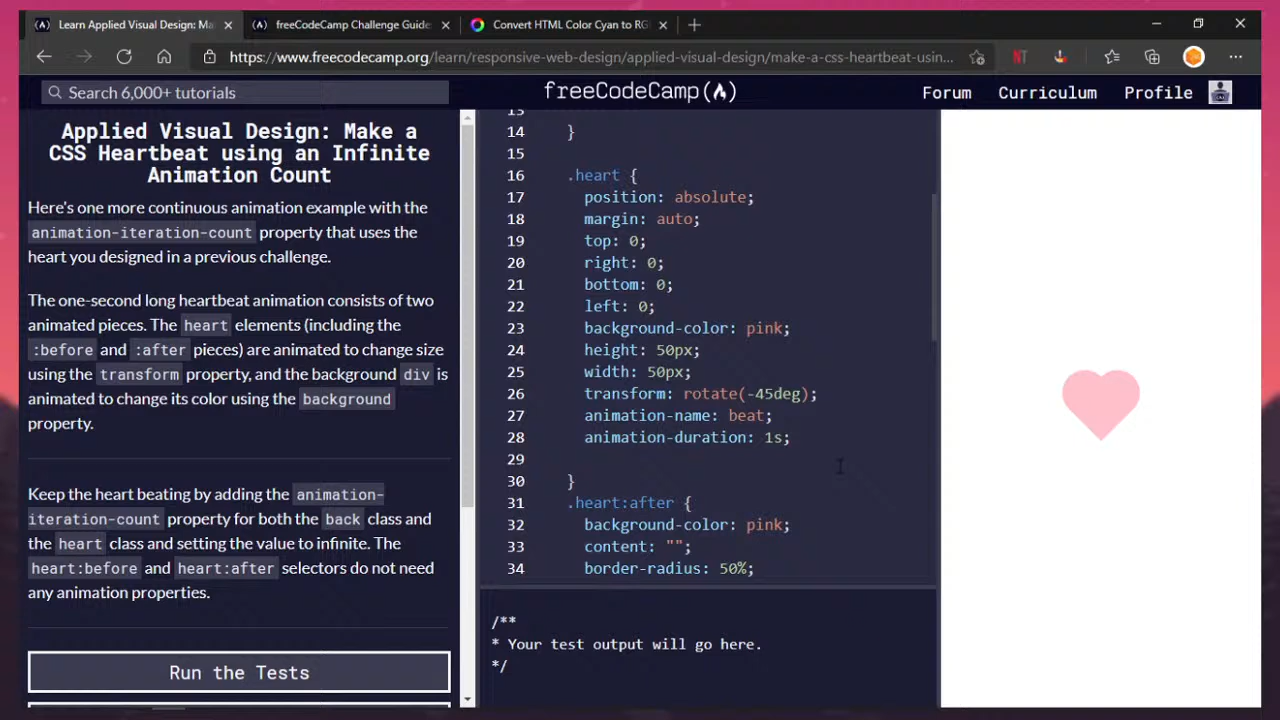 Learn Applied Visual Design: Ma
freeCodeCamp Challenge Guide
Convert HTML Color Cyan to RG
https://www.freecodecamp.org/learn/responsive-web-design/applied-visual-design/make-a-css-heartbeat-usin...
Search 6,000+ tutorials
freeCodeCamp
Forum
Curriculum
Profile
Applied Visual Design: Make a
CSS Heartbeat using an Infinite
Animation Count
Here's one more continuous animation example with the
animation-iteration-count property that uses the
heart you designed in a previous challenge.
The one-second long heartbeat animation consists of two
animated pieces. The heart elements (including the
:before and :after pieces) are animated to change size
using the transform property, and the background div is
animated to change its color using the background
property.
Keep the heart beating by adding the animation-
iteration-count property for both the back class and
the heart class and setting the value to infinite. The
heart:before and heart:after selectors do not need
any animation properties.
Run the Tests
13
14 }
15
16 .heart {
17 position: absolute;
18 margin: auto;
19 top: 0;
20 right: 0;
21 bottom: 0;
22 left: 0;
23 background-color: pink;
24 height: 50px;
25 width: 50px;
26 transform: rotate(-45deg);
27 animation-name: beat;
28 animation-duration: 1s;
29
30 }
31 .heart:after {
32 background-color: pink;
33 content: "";
34 border-radius: 50%;
/**
* Your test output will go here.
*/